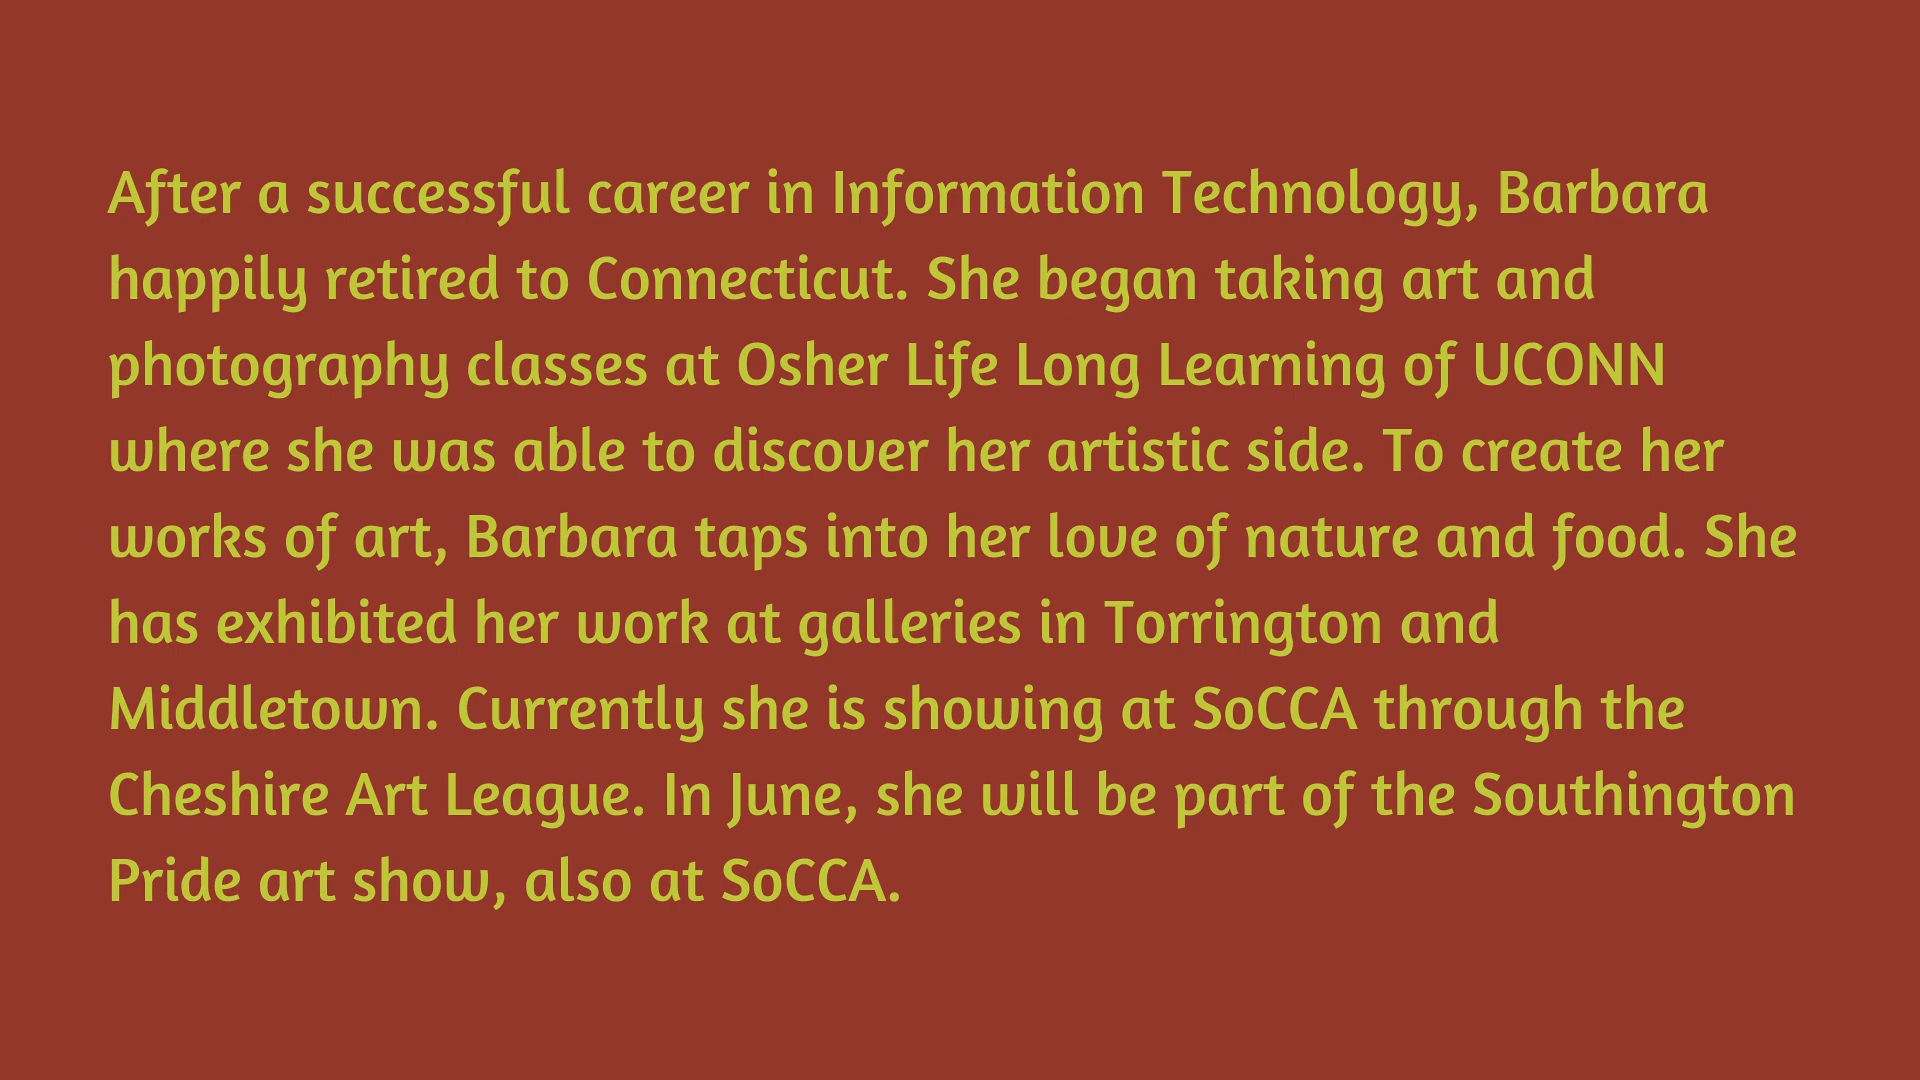 After a successful career in Information Technology, Barbara
happily retired to Connecticut. She began taking art and
photography classes at Osher Life Long Learning of UCONN
where she was able to discover her artistic side. To create her
works of art, Barbara taps into her love of nature and food. She
has exhibited her work at galleries in Torrington and
Middletown. Currently she is showing at SoCCA through the
Cheshire Art League. In June, she will be part of the Southington
Pride art show, also at SoCCA.